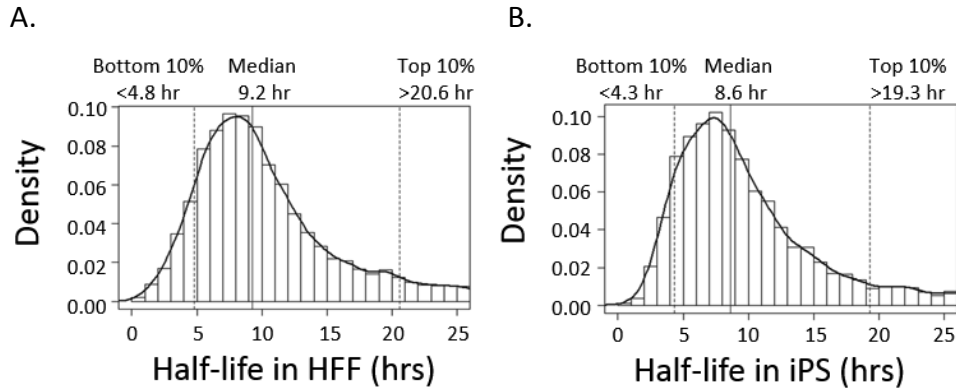 A.
Bottom 10% Median Top 10%
<4.8 hr 9.2 hr >20.6 hr
0.10
0.08
0.06
0.04
0.02
0.00
Density
0 5 10 15 20 25
Half-life in HFF (hrs)
B.
Bottom 10% Median Top 10%
<4.3 hr 8.6 hr >19.3 hr
0.10
0.08
0.06
0.04
0.02
0.00
Density
0 5 10 15 20 25
Half-life in iPS (hrs)